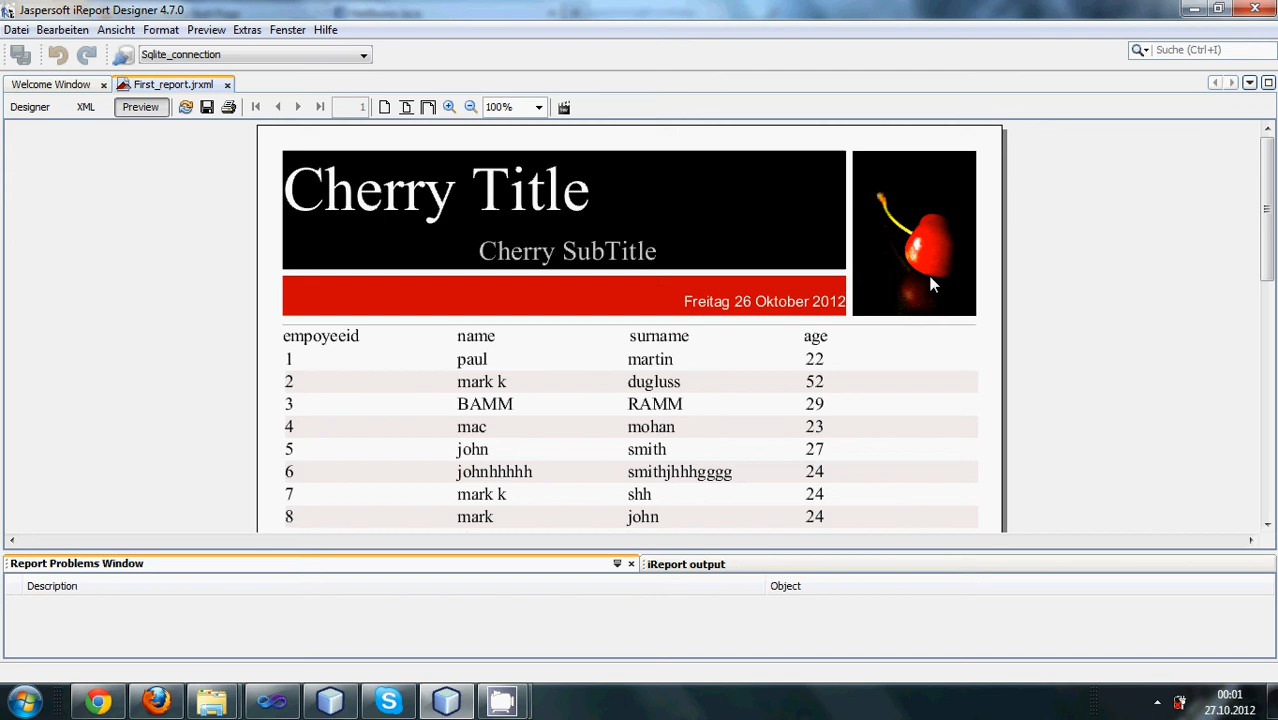 Jaspersoft iReport Designer 4.7.0
Datei Bearbeiten Ansicht Format Preview Extras Fenster Hilfe
Sqlite_connection
Suche (Ctrl+I)
Welcome Window First_report.jrxml
Designer XML Preview 1 100%
Cherry Title
Cherry SubTitle
Freitag 26 Oktober 2012
empoyeeid name surname age
1 paul martin 22
2 mark k dugluss 52
3 BAMM RAMM 29
4 mac mohan 23
5 john smith 27
6 johnhhhhh smithjhhhgggg 24
7 mark k shh 24
8 mark john 24
Report Problems Window iReport output
Description Object
00:01
27.10.2012